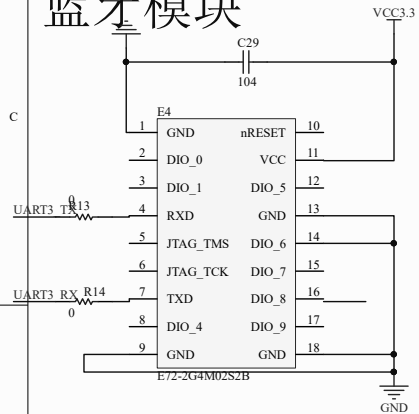 蓝牙模块
VCC3.3
C29
104
C
E4
1 GND nRESET 10
2 DIO_0 VCC 11
3 DIO_1 DIO_5 12
UART3_TX 0 R13 4 RXD GND 13
5 JTAG_TMS DIO_6 14
6 JTAG_TCK DIO_7 15
UART3_RX R14 7 TXD DIO_8 16
0 8 DIO_4 DIO_9 17
9 GND GND 18
E72-2G4M02S2B
GND